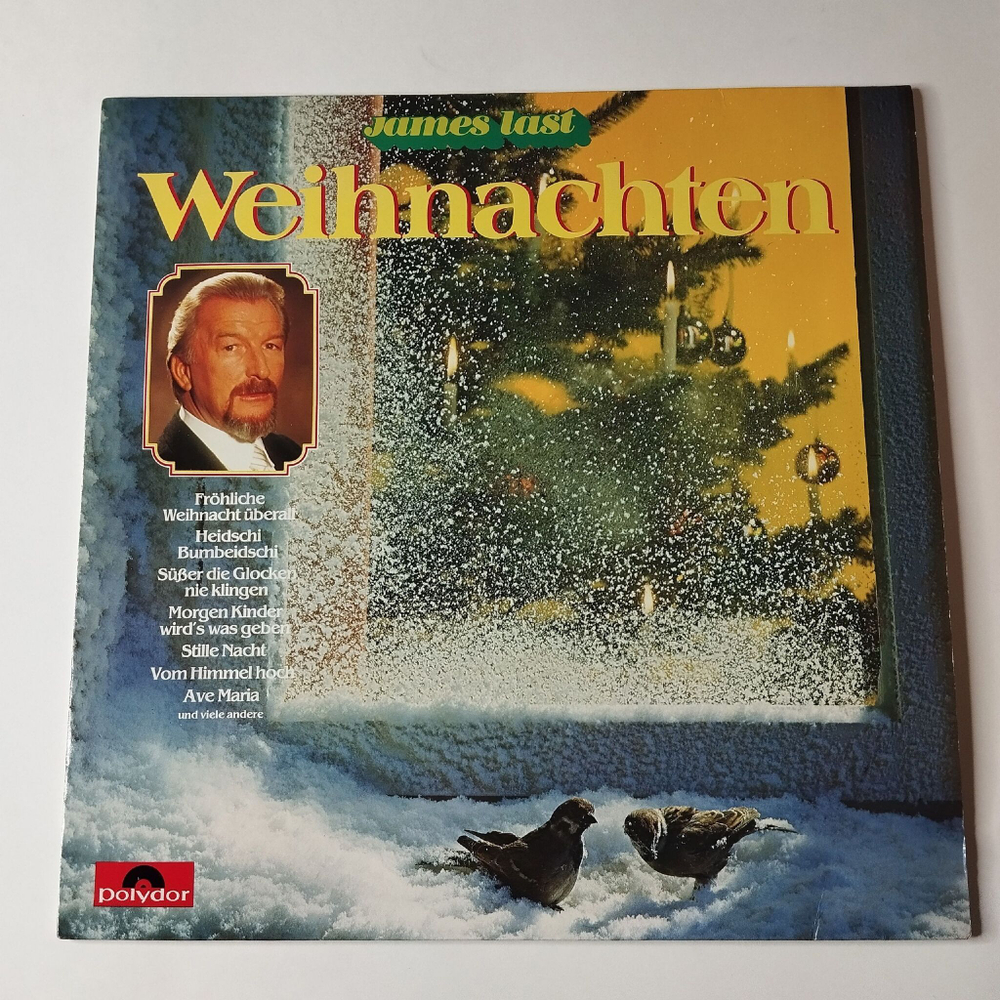 James last
Weihnachten
Fröhliche
Weihnacht überall
Heidschi
Bumbeidschi
Süßer die Glocken
nie klingen
Morgen Kinder
wird's was geben
Stille Nacht
Vom Himmel hoch
Ave Maria
und viele andere
polydor